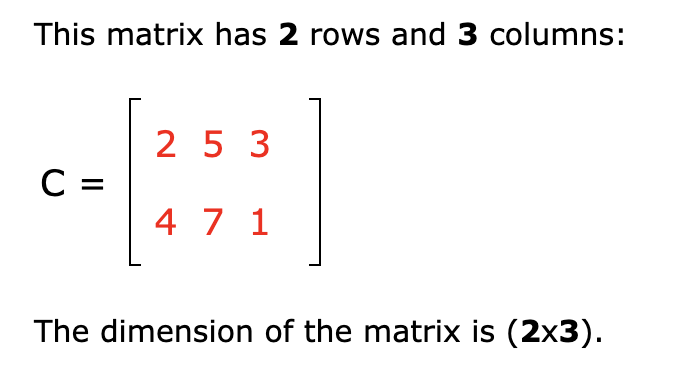 This matrix has 2 rows and 3 columns:
2 5 3
C =
4 7 1
The dimension of the matrix is (2x3).